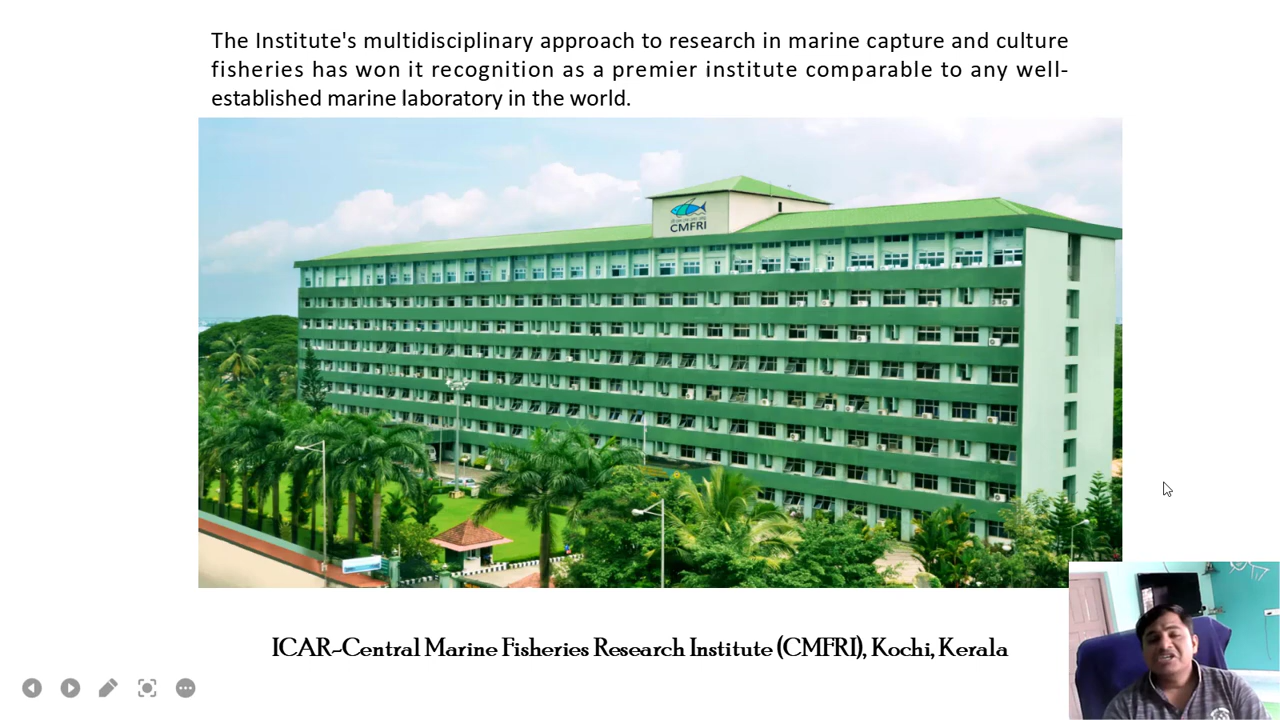 The Institute's multidisciplinary approach to research in marine capture and culture
fisheries has won it recognition as a premier institute comparable to any well-
established marine laboratory in the world.
CMFRI
ICAR-Central Marine Fisheries Research Institute (CMFRI), Kochi, Kerala